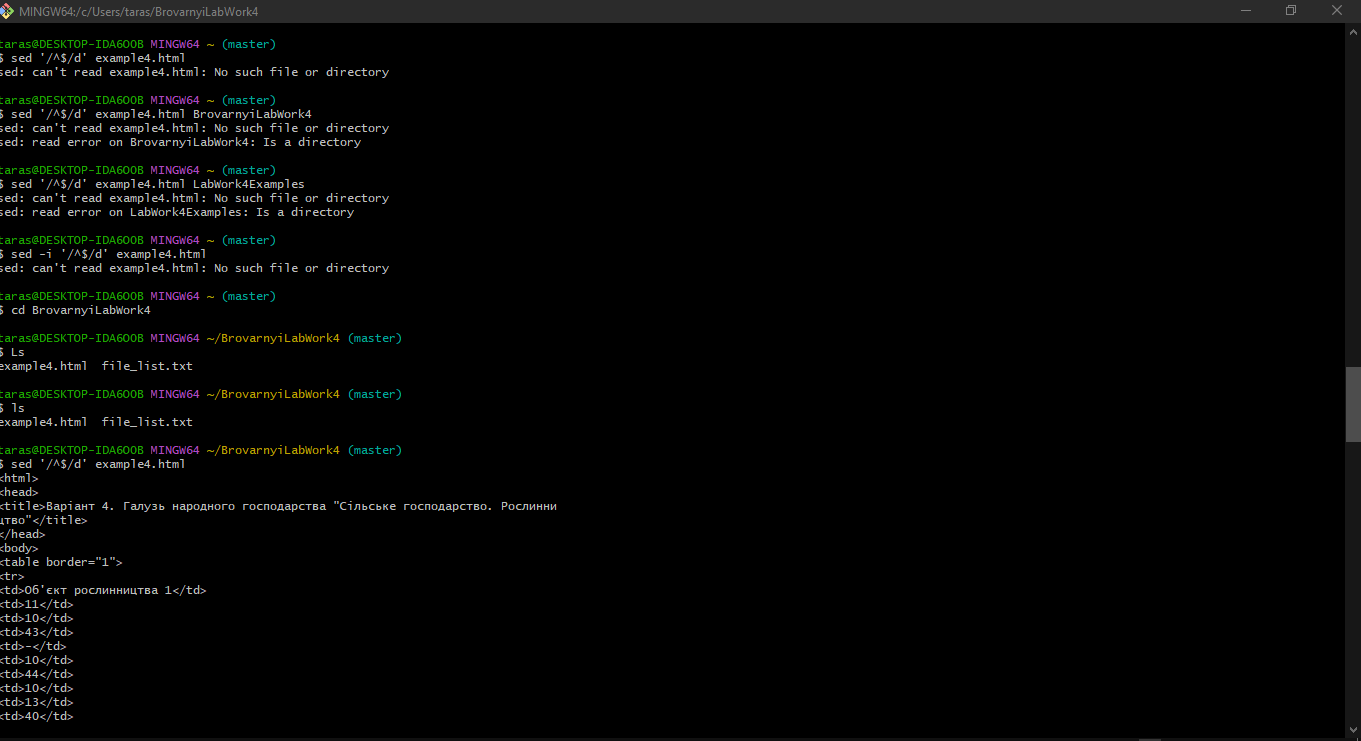 MINGW64:/c/Users/taras/BrovarnyiLabWork4
taras@DESKTOP-IDA6OOB MINGW64 ~ (master)
$ sed '/^$/d' example4.html
sed: can't read example4.html: No such file or directory
taras@DESKTOP-IDA6OOB MINGW64 ~ (master)
$ sed '/^$/d' example4.html BrovarnyiLabWork4
sed: can't read example4.html: No such file or directory
sed: read error on BrovarnyiLabWork4: Is a directory
taras@DESKTOP-IDA6OOB MINGW64 ~ (master)
$ sed '/^$/d' example4.html LabWork4Examples
sed: can't read example4.html: No such file or directory
sed: read error on LabWork4Examples: Is a directory
taras@DESKTOP-IDA6OOB MINGW64 ~ (master)
$ sed -i '/^$/d' example4.html
sed: can't read example4.html: No such file or directory
taras@DESKTOP-IDA6OOB MINGW64 ~ (master)
$ cd BrovarnyiLabWork4
taras@DESKTOP-IDA6OOB MINGW64 ~/BrovarnyiLabWork4 (master)
$ Ls
example4.html  file_list.txt
taras@DESKTOP-IDA6OOB MINGW64 ~/BrovarnyiLabWork4 (master)
$ ls
example4.html  file_list.txt
taras@DESKTOP-IDA6OOB MINGW64 ~/BrovarnyiLabWork4 (master)
$ sed '/^$/d' example4.html
<html>
<head>
<title>Варіант 4. Галузь народного господарства "Сільське господарство. Рослинни
цтво"</title>
</head>
<body>
<table border="1">
<tr>
<td>Об'єкт рослинництва 1</td>
<td>11</td>
<td>10</td>
<td>43</td>
<td>-</td>
<td>10</td>
<td>44</td>
<td>10</td>
<td>13</td>
<td>40</td>